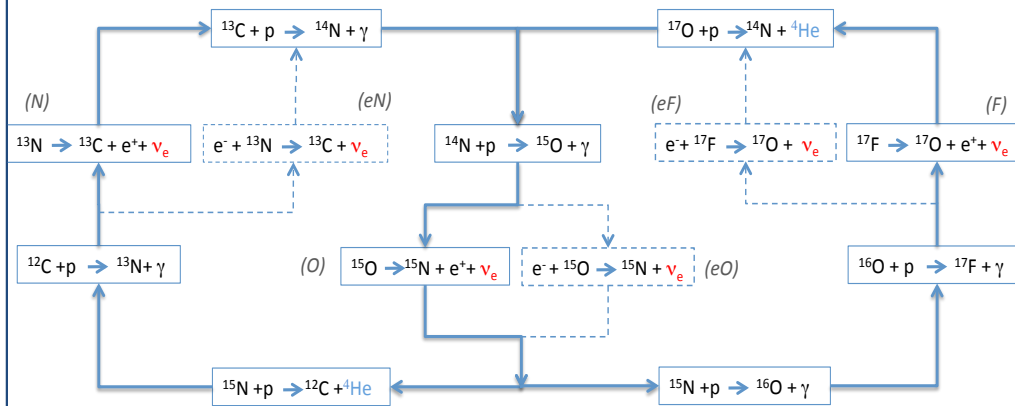 ¹³C + p → ¹⁴N + γ
¹⁷O +p → ¹⁴N + ⁴He
(N)
(eN)
(eF)
(F)
¹³N → ¹³C + e⁺+ νₑ
e⁻+ ¹³N → ¹³C + νₑ
¹⁴N+p → ¹⁵O + γ
e⁻+ ¹⁷F → ¹⁷O + νₑ
¹⁷F → ¹⁷O + e⁺+ νₑ
¹²C +p → ¹³N+ γ
(O)
¹⁵O → ¹⁵N + e⁺+ νₑ
e⁻ + ¹⁵O → ¹⁵N + νₑ
(eO)
¹⁶O + p → ¹⁷F + γ
¹⁵N +p → ¹²C +⁴He
¹⁵N+p → ¹⁶O + γ